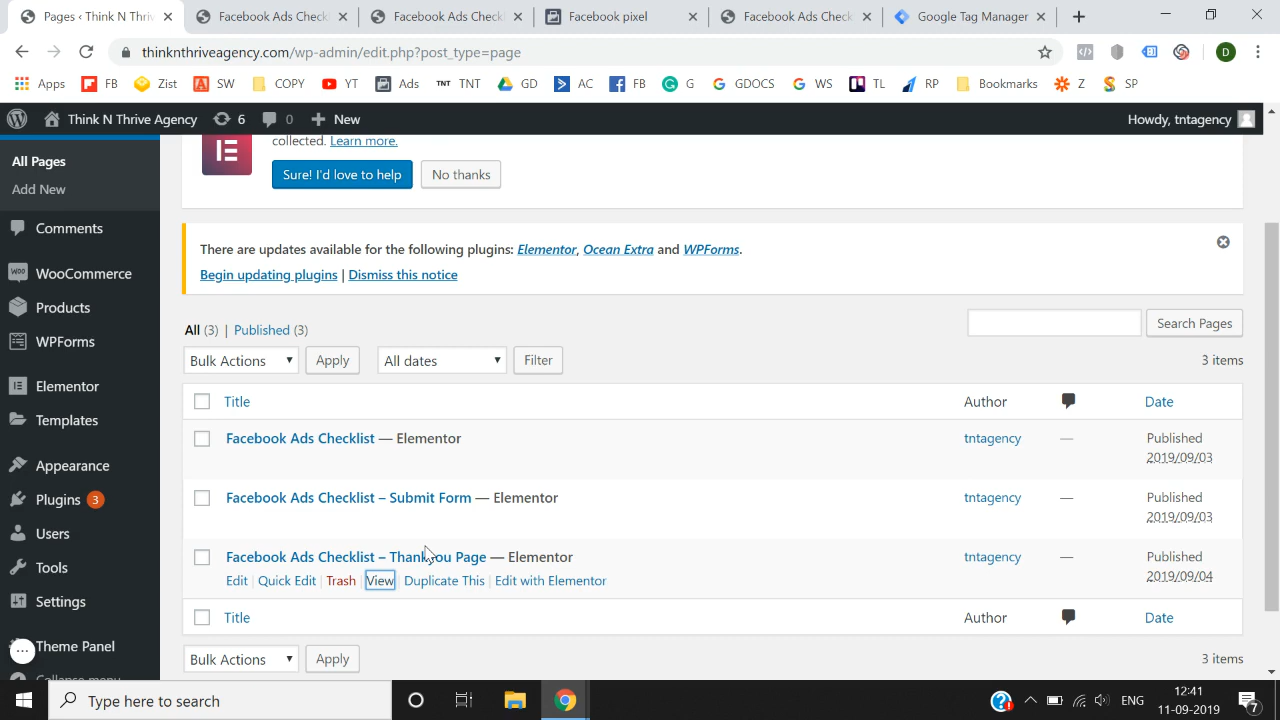 Pages ‹ Think N Thriv
Facebook Ads Check
Facebook Ads Check
Facebook pixel
Facebook Ads Check
Google Tag Manager
thinknthriveagency.com/wp-admin/edit.php?post_type=page
D
Apps
FB
Zist
SW
COPY
YT
Ads
TNT TNT
GD
AC
FB
G
GDOCS
WS
TL
RP
Bookmarks
Z
SP
Think N Thrive Agency
6
0
New
Howdy, tntagency
All Pages
Add New
Comments
WooCommerce
Products
WPForms
Elementor
Templates
Appearance
Plugins 3
Users
Tools
Settings
Theme Panel
Collapse menu
collected. Learn more.
Sure! I'd love to help
No thanks
There are updates available for the following plugins: Elementor, Ocean Extra and WPForms.
Begin updating plugins | Dismiss this notice
All (3) | Published (3)
Search Pages
Bulk Actions
Apply
All dates
Filter
3 items
Title
Author
Date
Facebook Ads Checklist — Elementor
tntagency
—
Published
2019/09/03
Facebook Ads Checklist – Submit Form — Elementor
tntagency
—
Published
2019/09/03
Facebook Ads Checklist – Thank you Page — Elementor
tntagency
—
Published
2019/09/04
Edit | Quick Edit | Trash | View | Duplicate This | Edit with Elementor
Title
Author
Date
Bulk Actions
Apply
3 items
Type here to search
ENG
12:41
11-09-2019
7